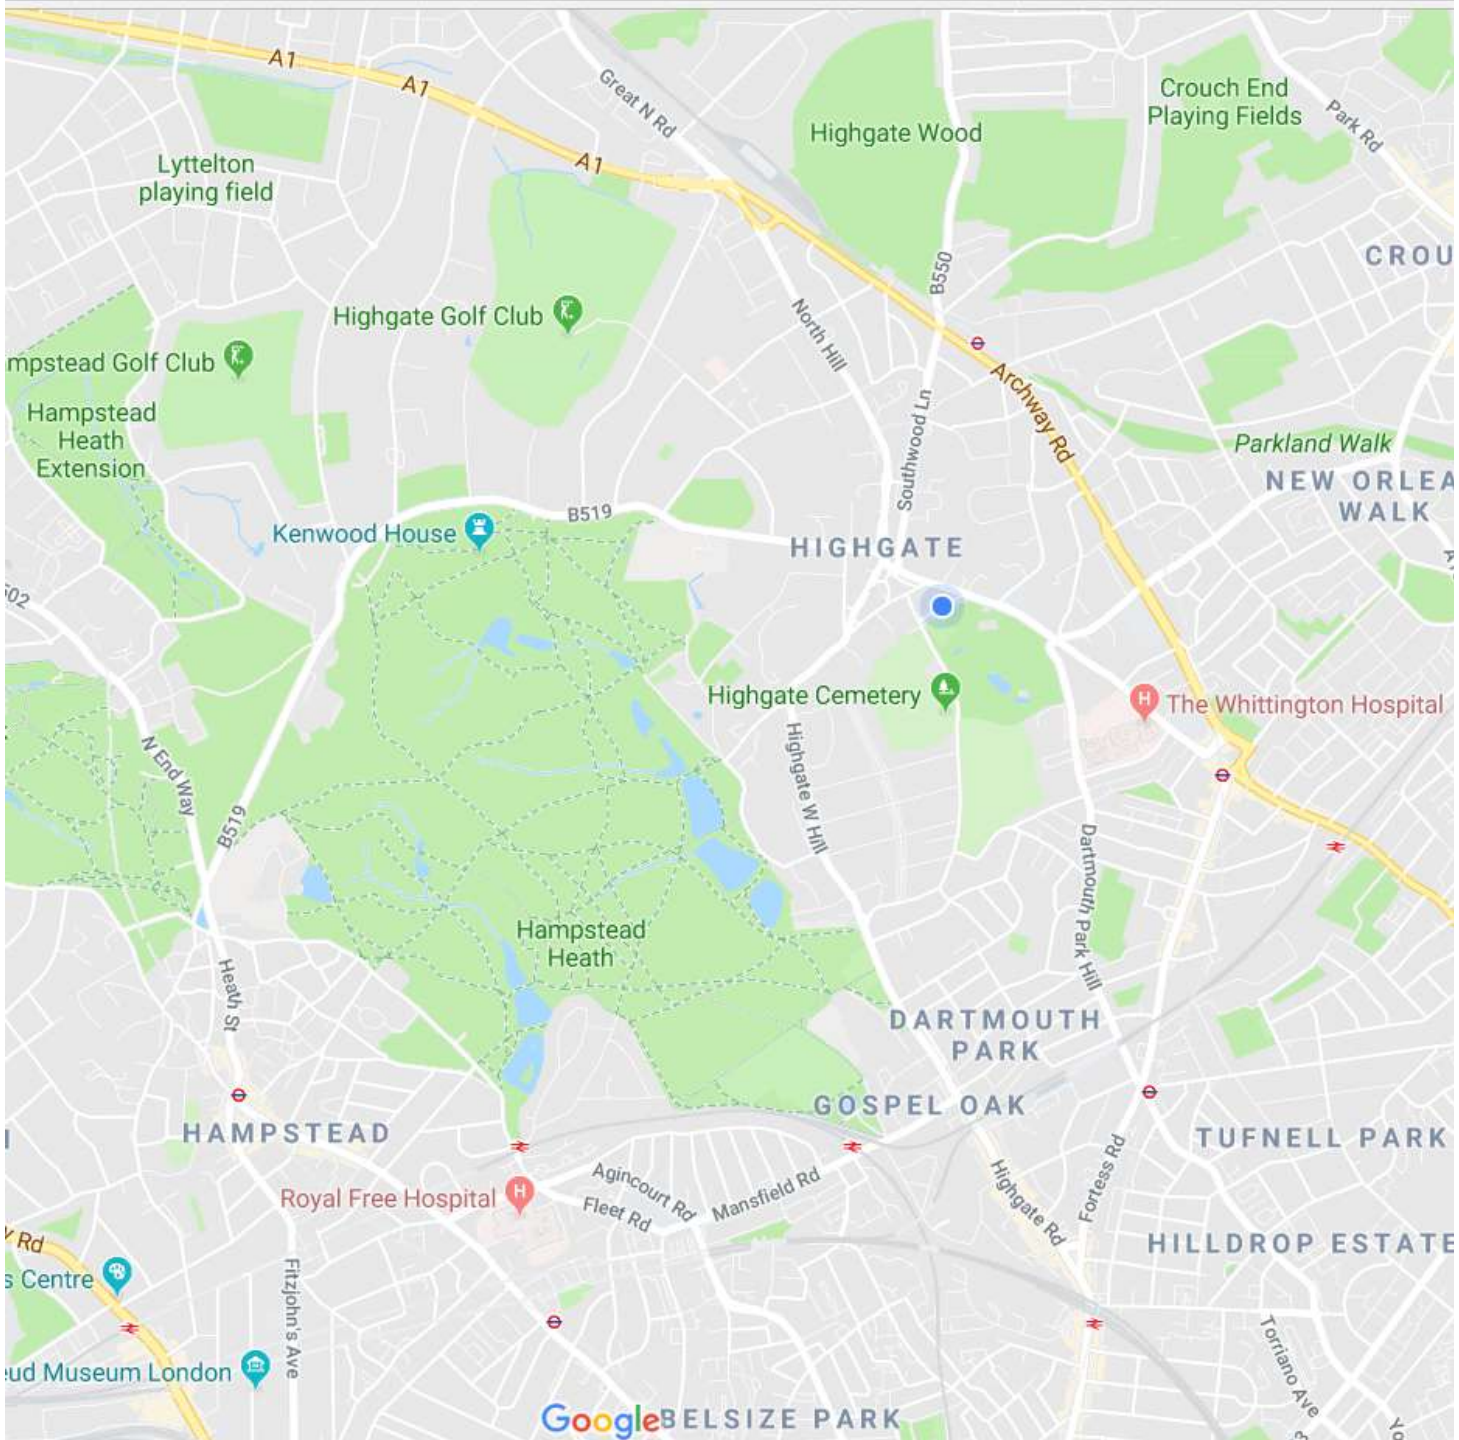 A1
A1
Great N Rd
Highgate Wood
Crouch End
Playing Fields
Park Rd
A1
Lyttelton
playing field
CROU
B550
Highgate Golf Club
North Hill
mpstead Golf Club
Archway Rd
Hampstead
Heath
Extension
Southwood Ln
Parkland Walk
NEW ORLEA
WALK
B519
Kenwood House
HIGHGATE
02
Highgate Cemetery
H
The Whittington Hospital
N End Way
Highgate W Hill
B519
Dartmouth Park Hill
Hampstead
Heath
Heath St
DARTMOUTH
PARK
GOSPEL OAK
HAMPSTEAD
TUFNELL PARK
Agincourt Rd
Mansfield Rd
Highgate Rd
Fortess Rd
Royal Free Hospital
H
Fleet Rd
y Rd
HILLDROP ESTATE
s Centre
Fitzjohn's Ave
Torriano Ave
eud Museum London
Google
BELSIZE PARK
Yo